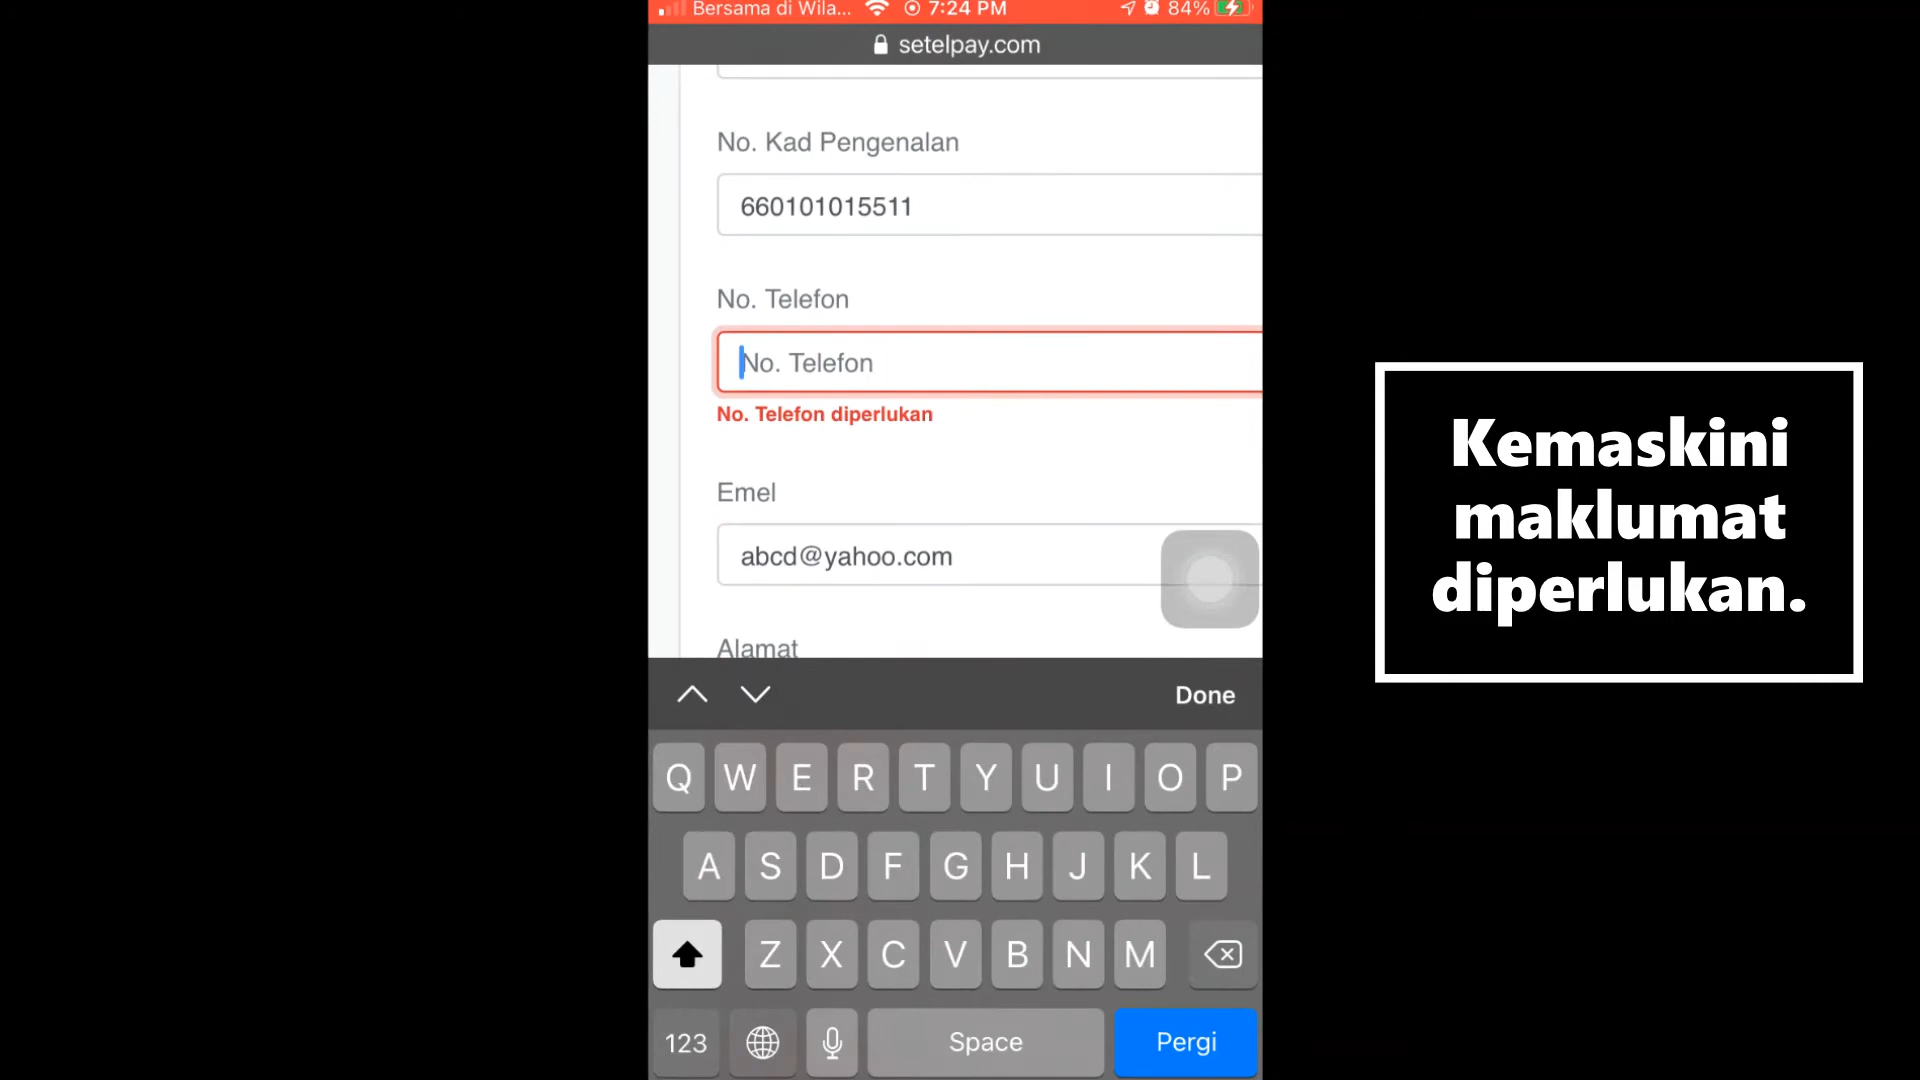 Bersama di Wila... 7:24 PM 84%
setelpay.com
No. Kad Pengenalan
660101015511
No. Telefon
No. Telefon
No. Telefon diperlukan
Emel
abcd@yahoo.com
Alamat
Done
Q W E R T Y U I O P
A S D F G H J K L
Z X C V B N M
123 Space Pergi
Kemaskini
maklumat
diperlukan.